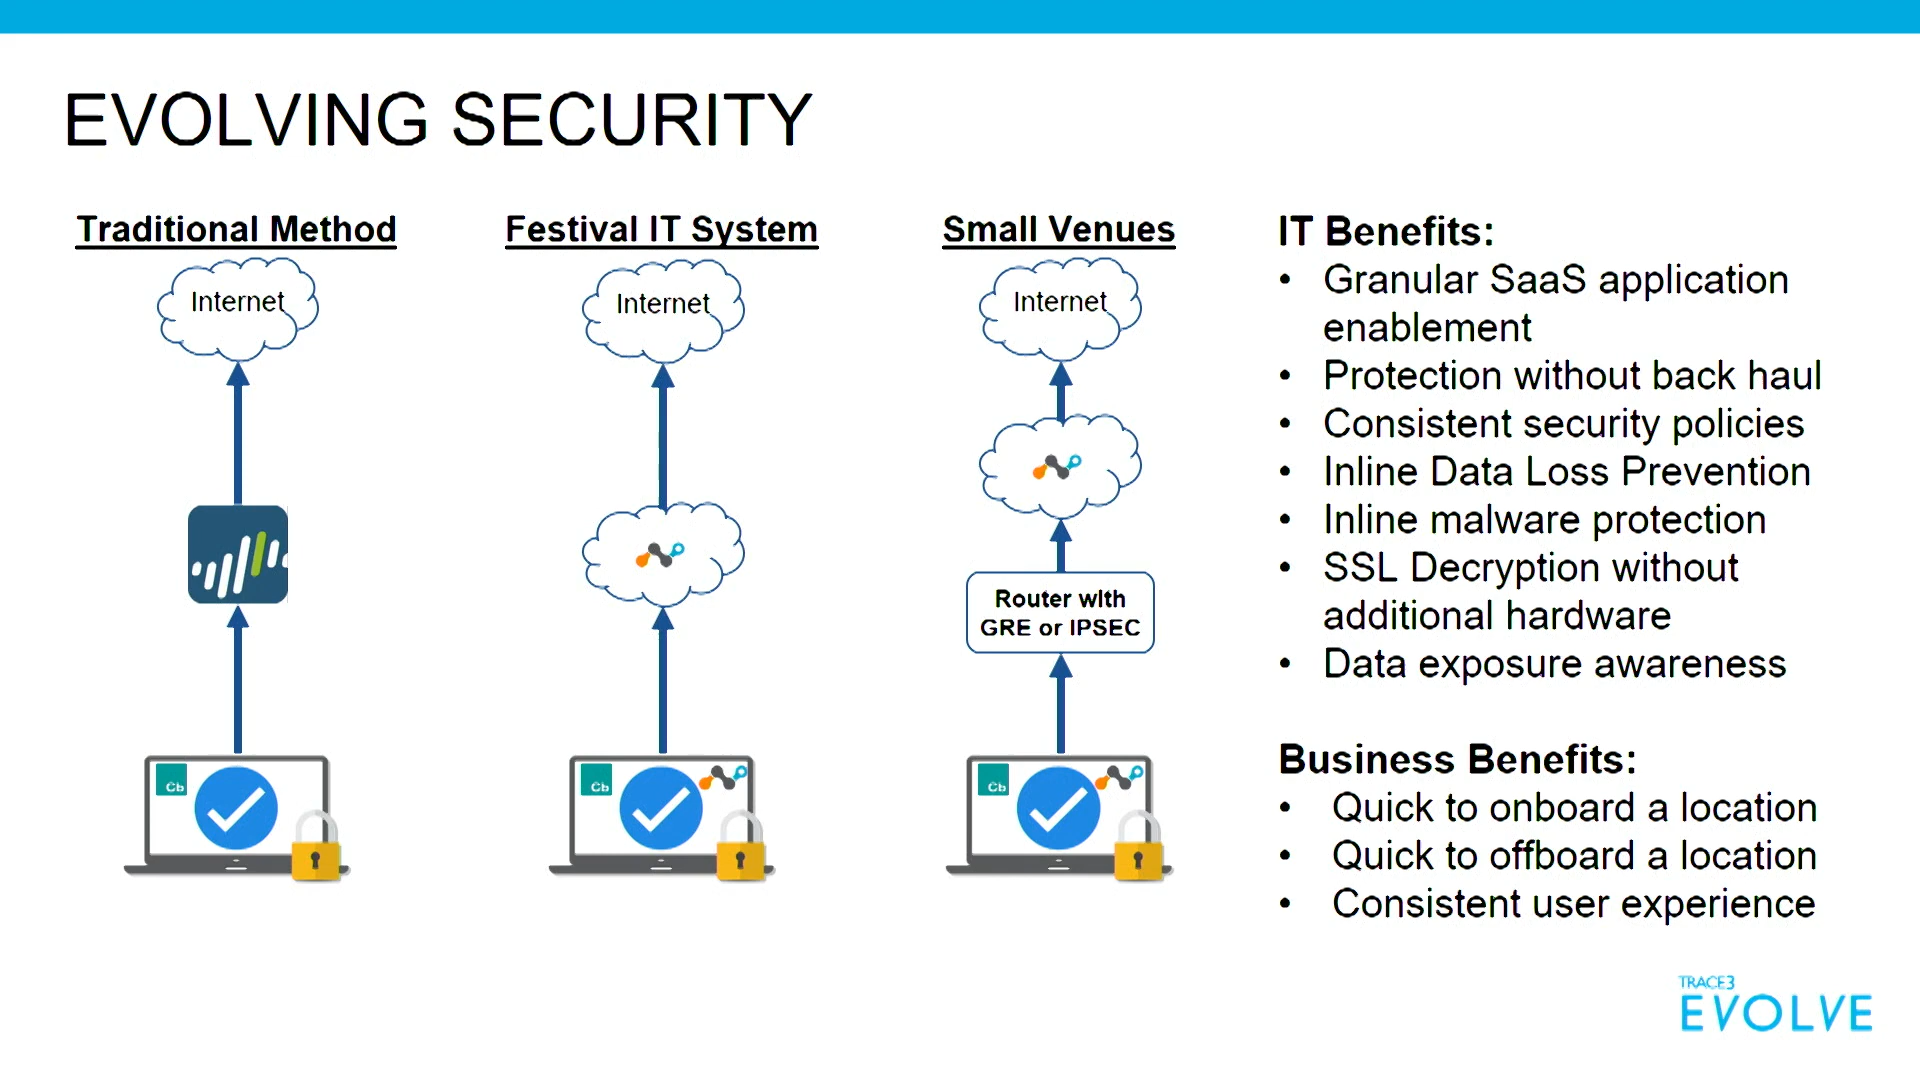 EVOLVING SECURITY
Traditional Method
Internet
Cb
Festival IT System
Internet
Cb
Small Venues
Internet
Router with
GRE or IPSEC
Cb
IT Benefits:
• Granular SaaS application
enablement
• Protection without back haul
• Consistent security policies
• Inline Data Loss Prevention
• Inline malware protection
• SSL Decryption without
additional hardware
• Data exposure awareness
Business Benefits:
• Quick to onboard a location
• Quick to offboard a location
• Consistent user experience
TRACE3
EVOLVE